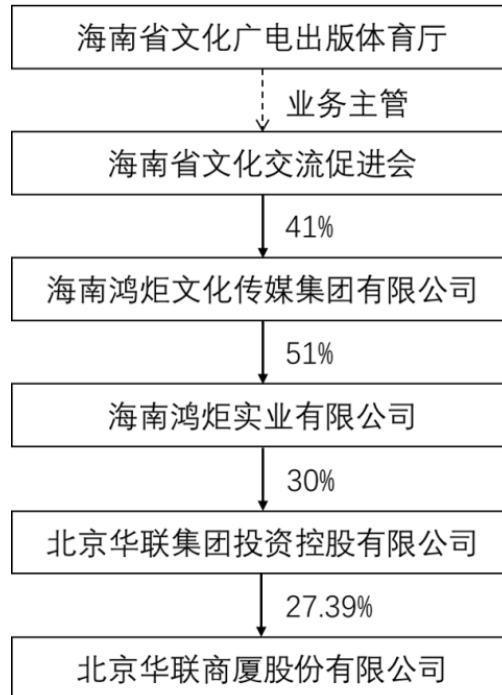 海南省文化广电出版体育厅
业务主管
海南省文化交流促进会
41%
海南鸿炬文化传媒集团有限公司
51%
海南鸿炬实业有限公司
30%
北京华联集团投资控股有限公司
27.39%
北京华联商厦股份有限公司